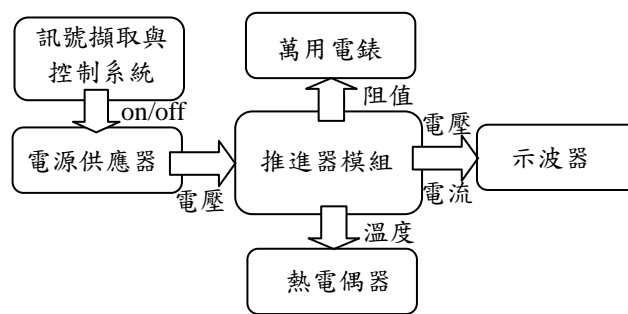 訊號擷取與
控制系統
萬用電錶
on/off
阻值
電源供應器
推進器模組
電壓
示波器
電壓
電流
溫度
熱電偶器